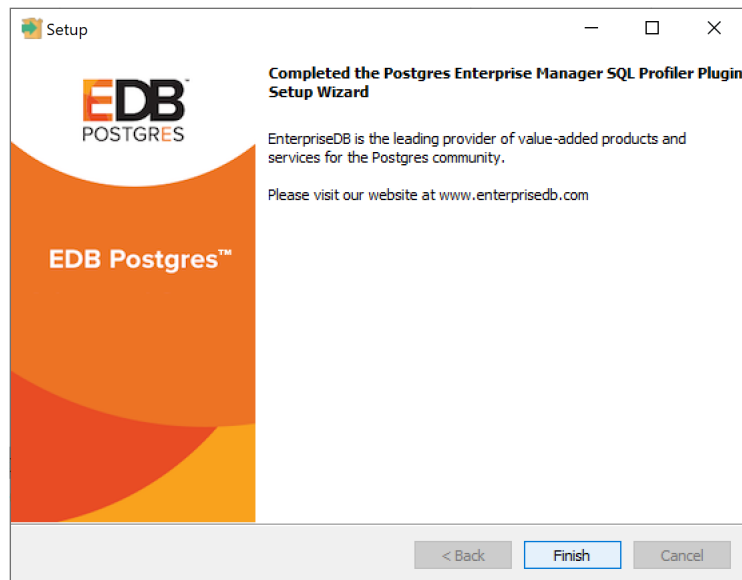 Setup
EDB™
POSTGRES
EDB Postgres™
Completed the Postgres Enterprise Manager SQL Profiler Plugin
Setup Wizard
EnterpriseDB is the leading provider of value-added products and
services for the Postgres community.
Please visit our website at www.enterprisedb.com
< Back
Finish
Cancel